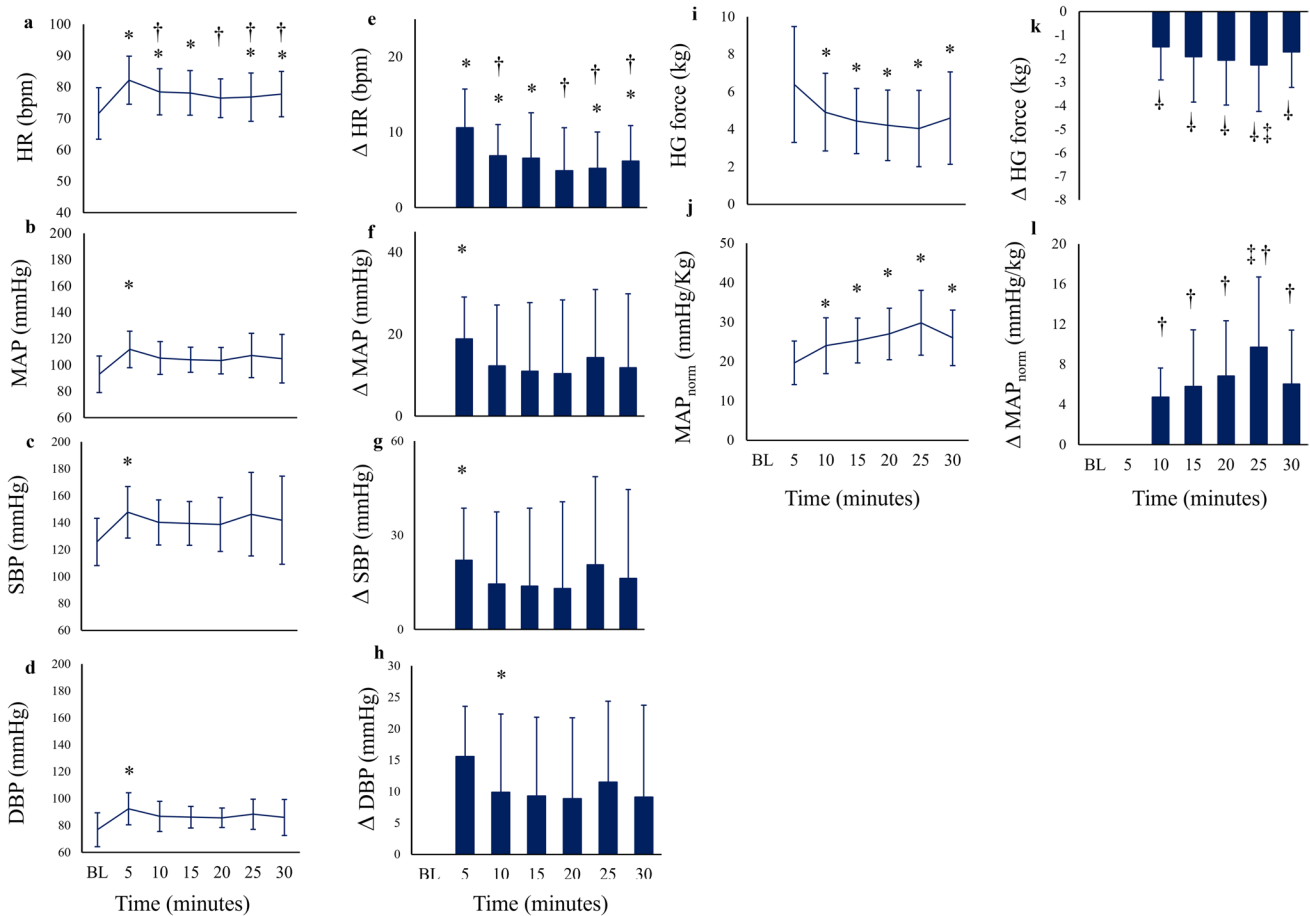 a
HR (bpm)
100
90
80
70
60
50
40
* † * * † † * † *
b
MAP (mmHg)
200
180
160
140
120
100
80
60
*
c
SBP (mmHg)
200
180
160
140
120
100
80
60
*
d
DBP (mmHg)
200
180
160
140
120
100
80
60
*
BL 5 10 15 20 25 30
Time (minutes)
e
Δ HR (bpm)
20
10
0
* † * * † † * † *
f
Δ MAP (mmHg)
40
20
0
*
g
Δ SBP (mmHg)
60
30
0
*
h
Δ DBP (mmHg)
30
25
20
15
10
5
0
*
BL 5 10 15 20 25 30
Time (minutes)
i
HG force (kg)
10
8
6
4
2
0
* * * * *
j
MAPnorm (mmHg/Kg)
50
40
30
20
10
0
* * * * *
BL 5 10 15 20 25 30
Time (minutes)
k
Δ HG force (kg)
0
-1
-2
-3
-4
-5
-6
-7
-8
† † † † ‡ †
l
Δ MAPnorm (mmHg/kg)
20
16
12
8
4
0
† † † ‡ † †
BL 5 10 15 20 25 30
Time (minutes)